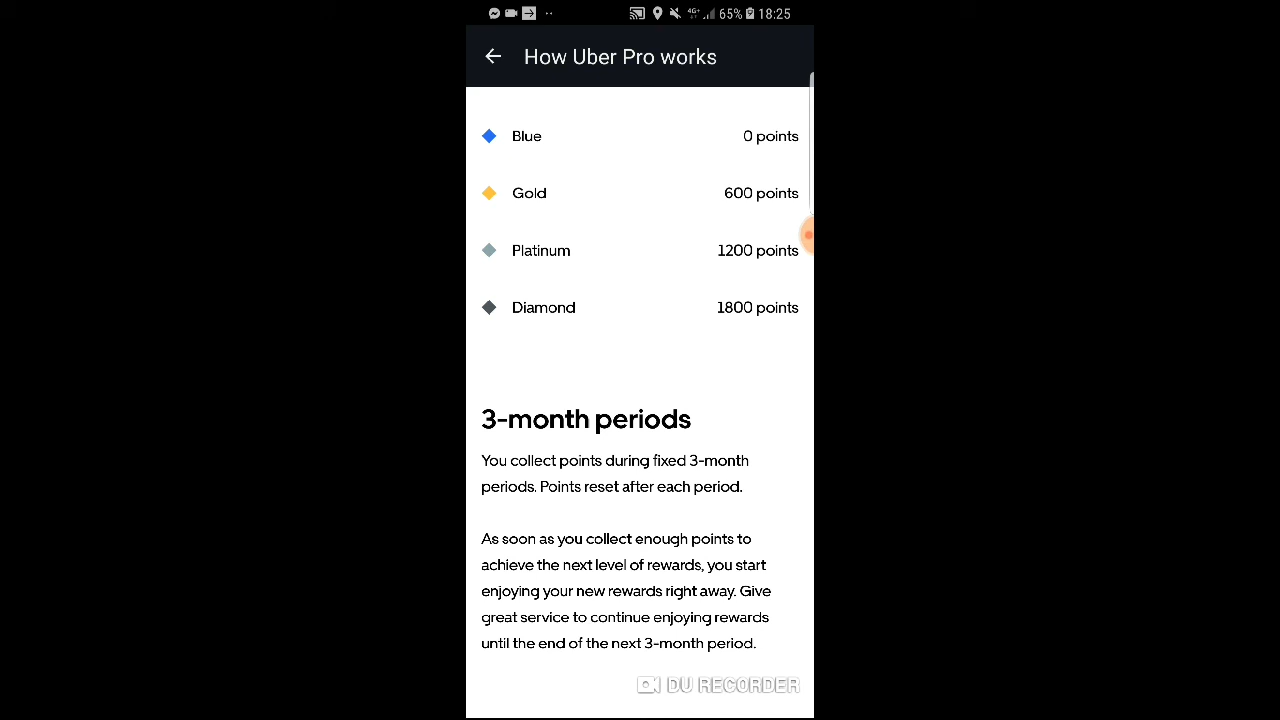 4G+ 65% 18:25
How Uber Pro works
Blue 0 points
Gold 600 points
Platinum 1200 points
Diamond 1800 points
3-month periods
You collect points during fixed 3-month
periods. Points reset after each period.
As soon as you collect enough points to
achieve the next level of rewards, you start
enjoying your new rewards right away. Give
great service to continue enjoying rewards
until the end of the next 3-month period.
DU RECORDER